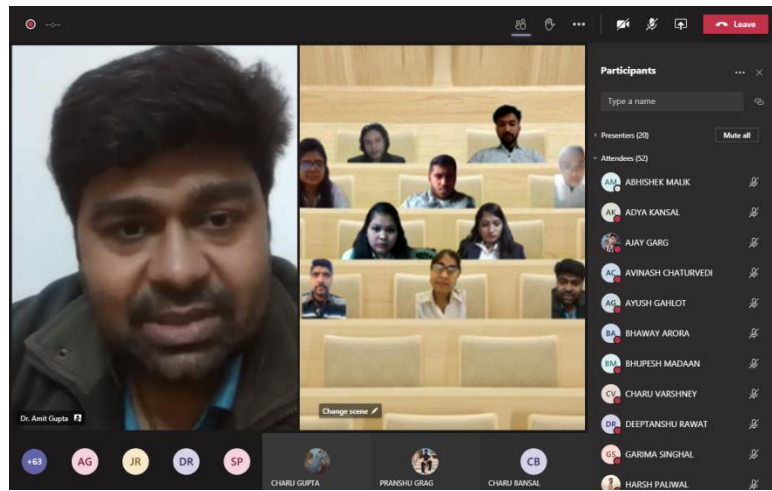 --:--
Leave
Participants
Type a name
Presenters (20)
Mute all
Attendees (52)
AM ABHISHEK MALIK
AK ADYA KANSAL
AJAY GARG
AC AVINASH CHATURVEDI
AG AYUSH GAHLOT
BA BHAWAY ARORA
BM BHUPESH MADAAN
CV CHARU VARSHNEY
DR DEEPTANSHU RAWAT
GS GARIMA SINGHAL
HARSH PALIWAL
Dr. Amit Gupta
Change scene
+63
AG
JR
DR
SP
CHARU GUPTA
PRANSHU GRAG
CB
CHARU BANSAL